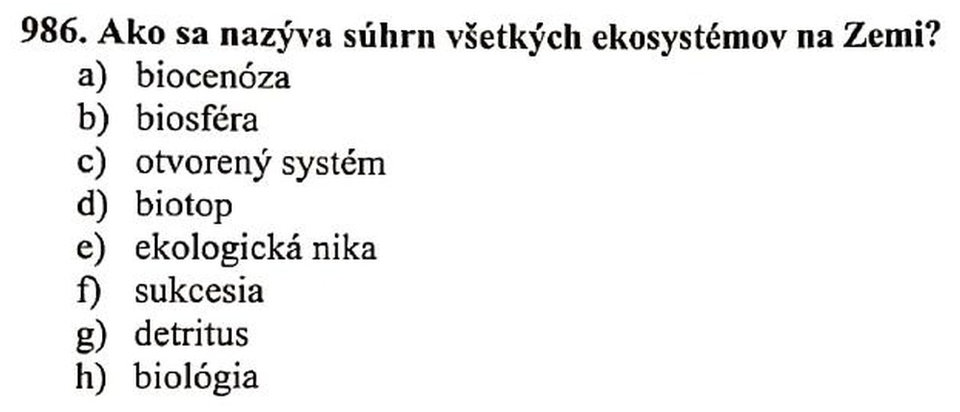 986. Ako sa nazýva súhrn všetkých ekosystémov na Zemi?
a) biocenóza
b) biosféra
c) otvorený systém
d) biotop
e) ekologická nika
f) sukcesia
g) detritus
h) biológia